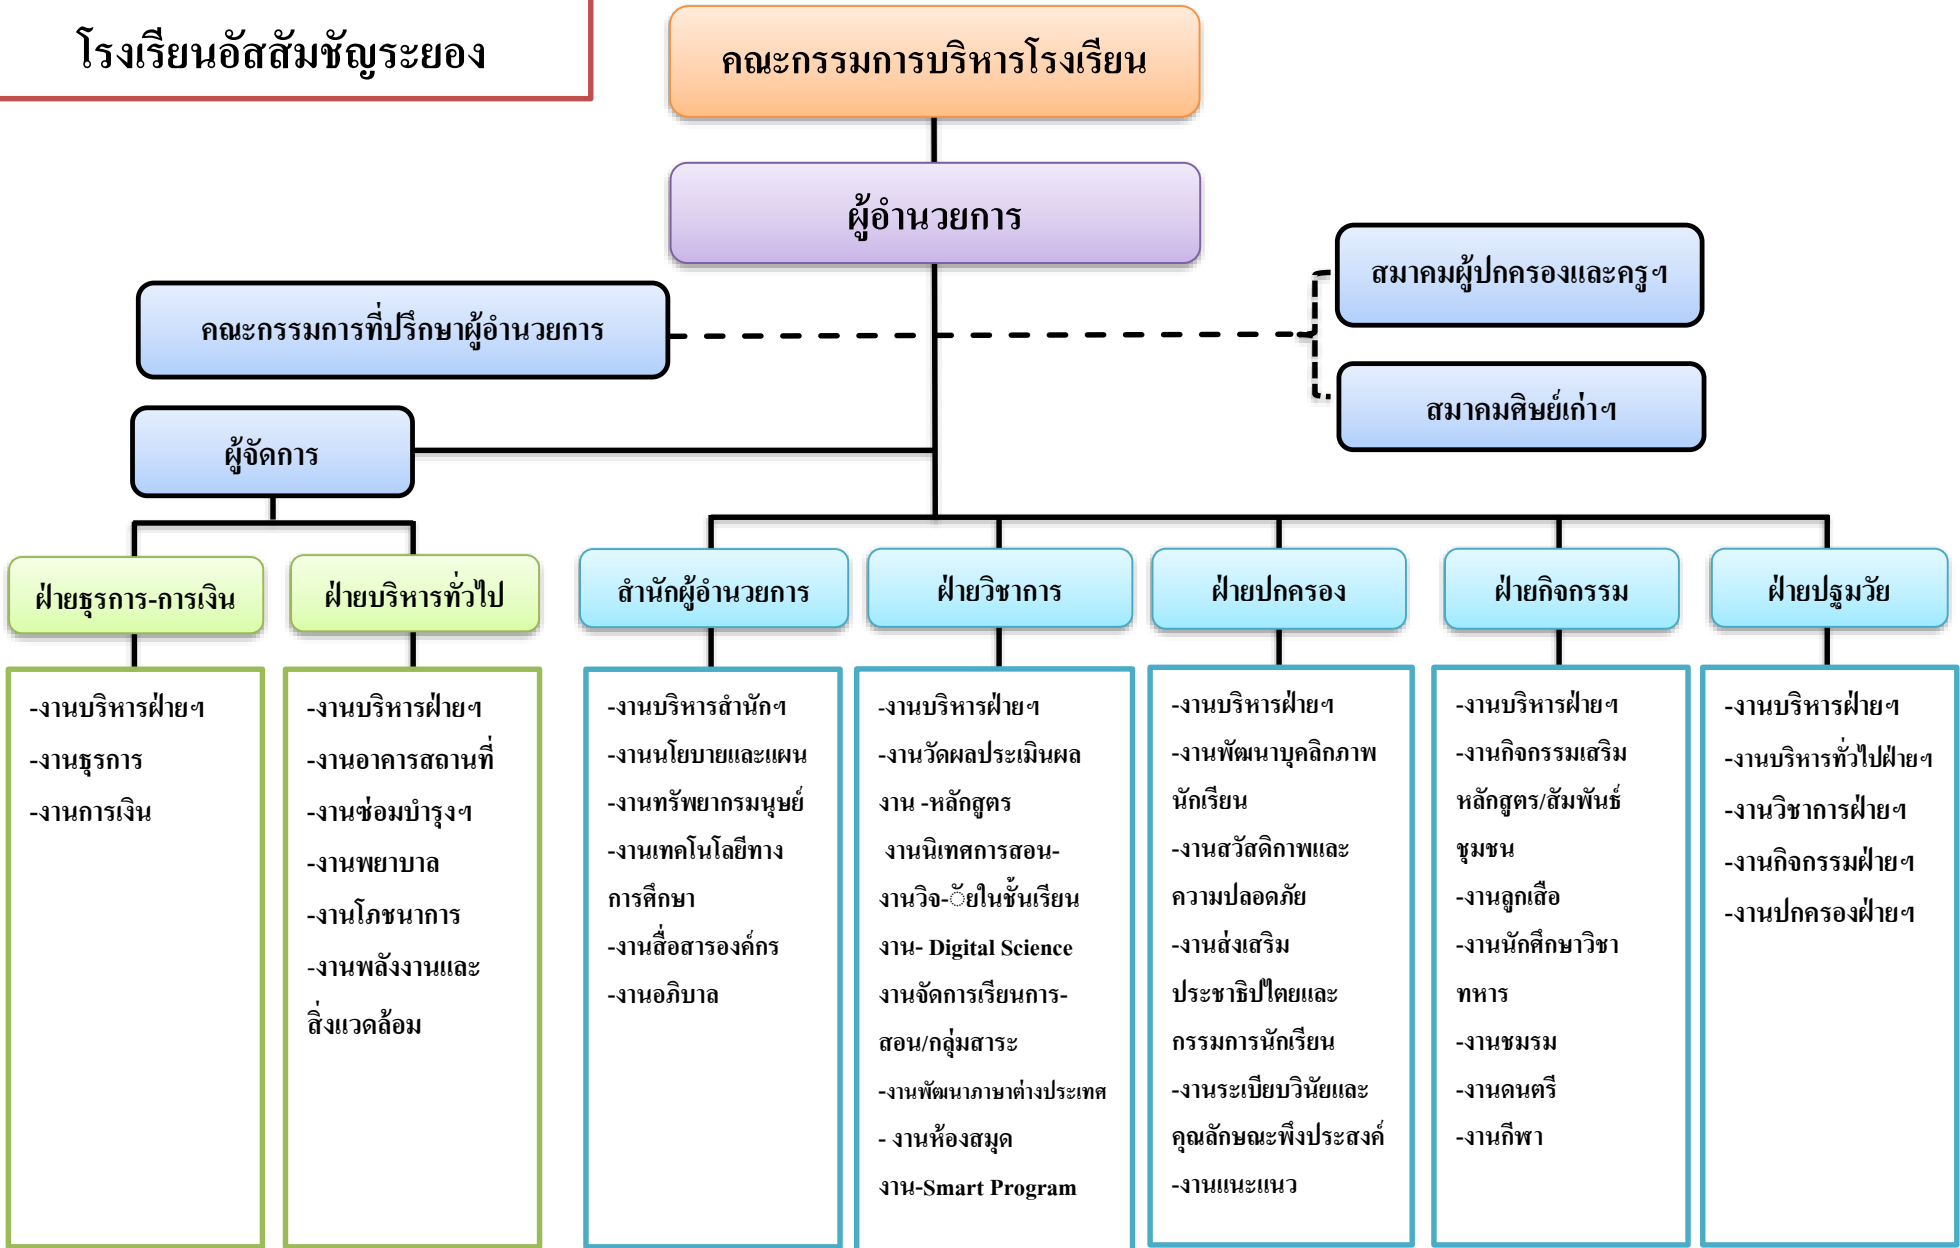 โรงเรียนอัสสัมชัญระยอง
คณะกรรมการบริหารโรงเรียน
ผู้อำนวยการ
สมาคมผู้ปกครองและครูฯ
คณะกรรมการที่ปรึกษาผู้อำนวยการ
สมาคมศิษย์เก่าฯ
ผู้จัดการ
ฝ่ายธุรการ-การเงิน
-งานบริหารฝ่ายฯ
-งานธุรการ
-งานการเงิน
ฝ่ายบริหารทั่วไป
-งานบริหารฝ่ายฯ
-งานอาคารสถานที่
-งานซ่อมบำรุงฯ
-งานพยาบาล
-งานโภชนาการ
-งานพลังงานและ
สิ่งแวดล้อม
สำนักผู้อำนวยการ
-งานบริหารสำนักฯ
-งานนโยบายและแผน
-งานทรัพยากรมนุษย์
-งานเทคโนโลยีทาง
การศึกษา
-งานสื่อสารองค์กร
-งานอภิบาล
ฝ่ายวิชาการ
-งานบริหารฝ่ายฯ
-งานวัดผลประเมินผล
งาน -หลักสูตร
งานนิเทศการสอน-
งานวิจ-ัยในชั้นเรียน
งาน- Digital Science
งานจัดการเรียนการ-
สอน/กลุ่มสาระ
-งานพัฒนาภาษาต่างประเทศ
- งานห้องสมุด
งาน-Smart Program
ฝ่ายปกครอง
-งานบริหารฝ่ายฯ
-งานพัฒนาบุคลิกภาพ
นักเรียน
-งานสวัสดิภาพและ
ความปลอดภัย
-งานส่งเสริม
ประชาธิปไตยและ
กรรมการนักเรียน
-งานระเบียบวินัยและ
คุณลักษณะพึงประสงค์
-งานแนะแนว
ฝ่ายกิจกรรม
-งานบริหารฝ่ายฯ
-งานกิจกรรมเสริม
หลักสูตร/สัมพันธ์
ชุมชน
-งานลูกเสือ
-งานนักศึกษาวิชา
ทหาร
-งานชมรม
-งานดนตรี
-งานกีฬา
ฝ่ายปฐมวัย
-งานบริหารฝ่ายฯ
-งานบริหารทั่วไปฝ่ายฯ
-งานวิชาการฝ่ายฯ
-งานกิจกรรมฝ่ายฯ
-งานปกครองฝ่ายฯ